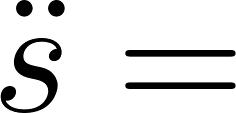 s̈ =